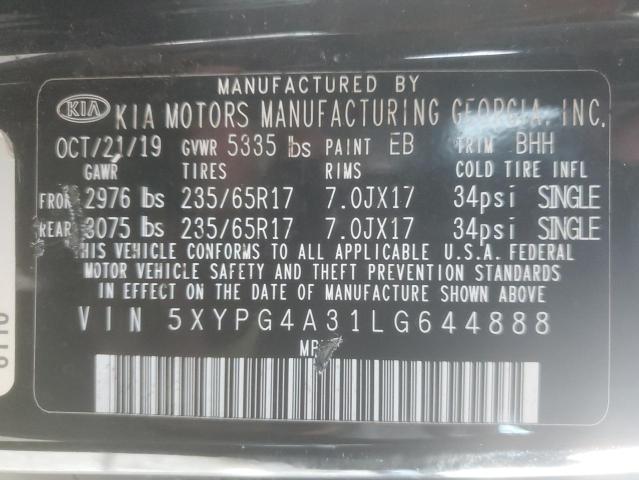 MANUFACTURED BY
KIA KIA MOTORS MANUFACTURING GEORGIA, INC.
OCT/21/19 GVWR 5335 lbs PAINT EB TRIM BHH
GAWR TIRES RIMS COLD TIRE INFL
2976 lbs 235/65R17 7.0JX17 34psi SINGLE
REAR 3075 lbs 235/65R17 7.0JX17 34psi SINGLE
THIS VEHICLE CONFORMS TO ALL APPLICABLE U.S.A. FEDERAL
MOTOR VEHICLE SAFETY AND THEFT PREVENTION STANDARDS
IN EFFECT ON THE DATE OF MANUFACTURE SHOWN ABOVE.
VIN 5XYPG4A31LG644888